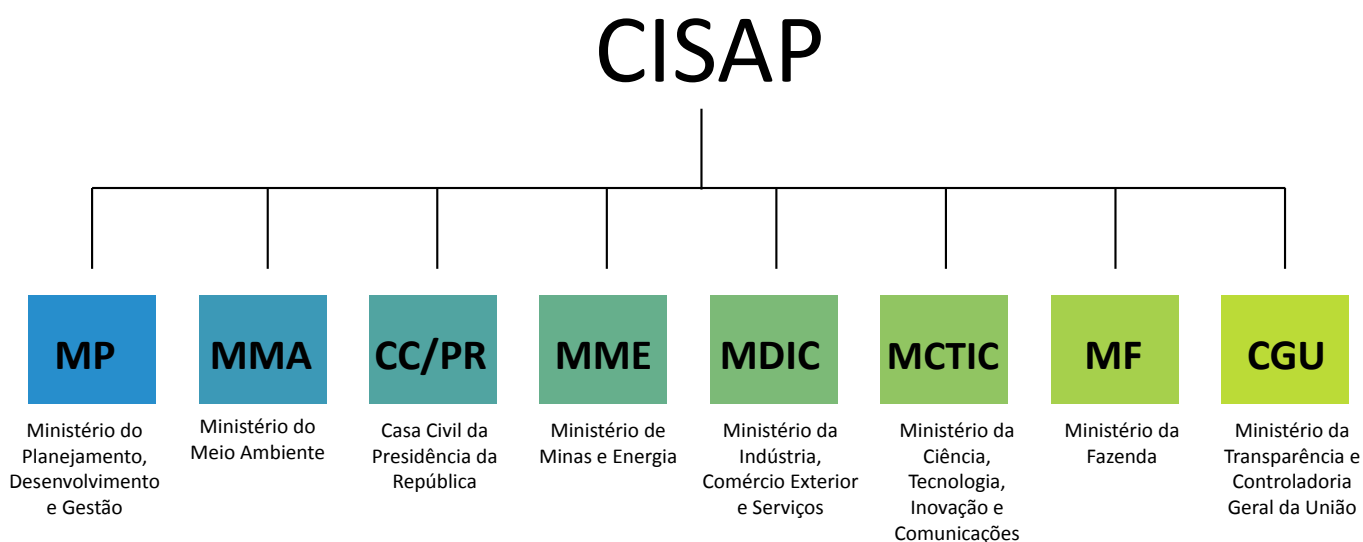 CISAP
MP
MMA
CC/PR
MME
MDIC
MCTIC
MF
CGU
Ministério do
Planejamento,
Desenvolvimento
e Gestão
Ministério do
Meio Ambiente
Casa Civil da
Presidência da
República
Ministério de
Minas e Energia
Ministério da
Indústria,
Comércio Exterior
e Serviços
Ministério da
Ciência,
Tecnologia,
Inovação e
Comunicações
Ministério da
Fazenda
Ministério da
Transparência e
Controladoria
Geral da União